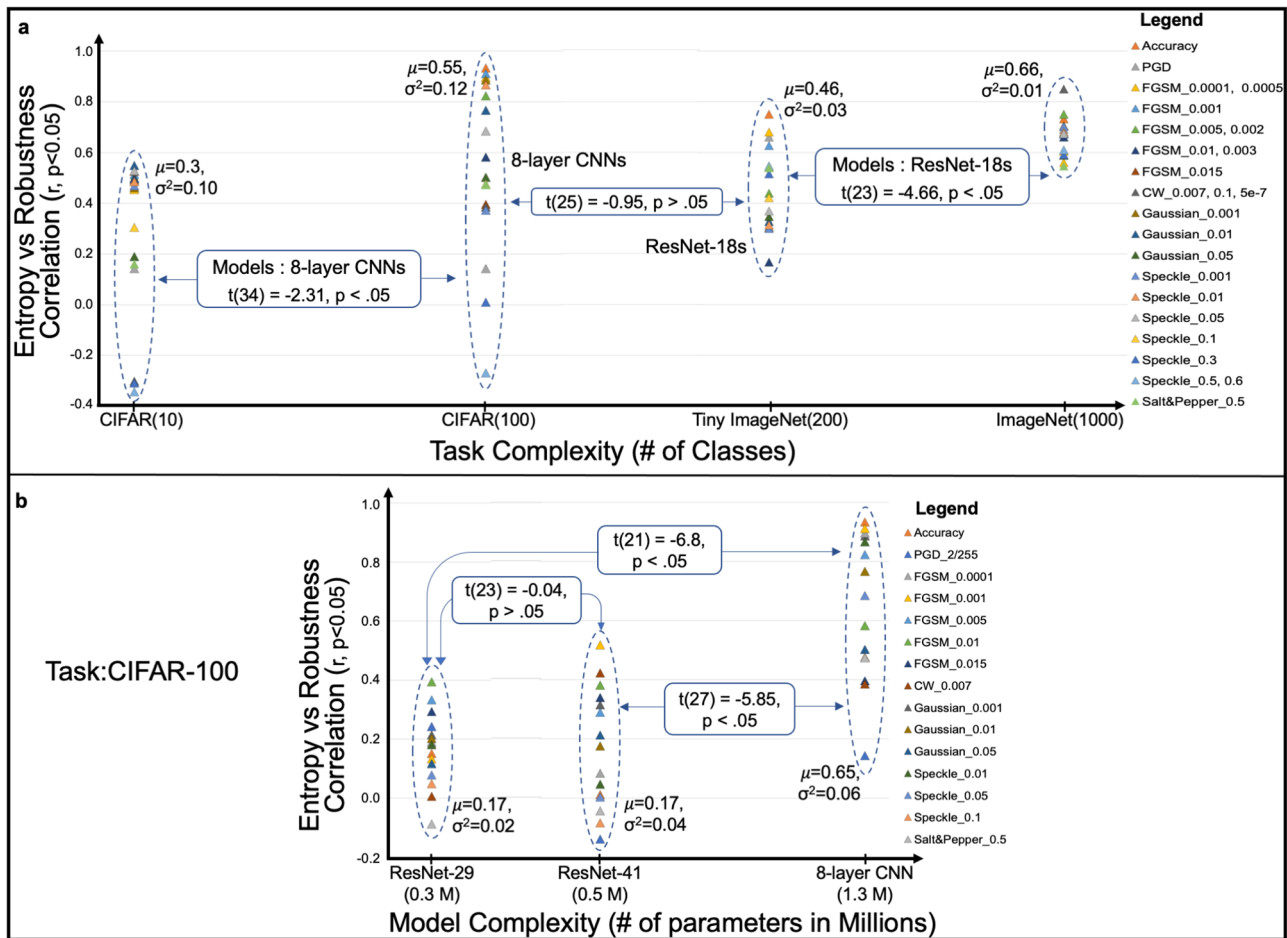 a
Legend
Entropy vs Robustness
Correlation (r, p<0.05)
1.0
0.8
0.6
0.4
0.2
0.0
-0.2
-0.4
μ=0.3,
σ²=0.10
μ=0.55,
σ²=0.12
μ=0.46,
σ²=0.03
μ=0.66,
σ²=0.01
8-layer CNNs
ResNet-18s
Models : 8-layer CNNs
t(34) = -2.31, p < .05
t(25) = -0.95, p > .05
Models : ResNet-18s
t(23) = -4.66, p < .05
CIFAR(10)
CIFAR(100)
Tiny ImageNet(200)
ImageNet(1000)
Task Complexity (# of Classes)
Accuracy
PGD
FGSM_0.0001, 0.0005
FGSM_0.001
FGSM_0.005, 0.002
FGSM_0.01, 0.003
FGSM_0.015
CW_0.007, 0.1, 5e-7
Gaussian_0.001
Gaussian_0.01
Gaussian_0.05
Speckle_0.001
Speckle_0.01
Speckle_0.05
Speckle_0.1
Speckle_0.3
Speckle_0.5, 0.6
Salt&Pepper_0.5
b
Task:CIFAR-100
Entropy vs Robustness
Correlation (r, p<0.05)
1.0
0.8
0.6
0.4
0.2
0.0
-0.2
t(21) = -6.8,
p < .05
t(23) = -0.04,
p > .05
t(27) = -5.85,
p < .05
μ=0.17,
σ²=0.02
μ=0.17,
σ²=0.04
μ=0.65,
σ²=0.06
ResNet-29
(0.3 M)
ResNet-41
(0.5 M)
8-layer CNN
(1.3 M)
Model Complexity (# of parameters in Millions)
Legend
Accuracy
PGD_2/255
FGSM_0.0001
FGSM_0.001
FGSM_0.005
FGSM_0.01
FGSM_0.015
CW_0.007
Gaussian_0.001
Gaussian_0.01
Gaussian_0.05
Speckle_0.01
Speckle_0.05
Speckle_0.1
Salt&Pepper_0.5